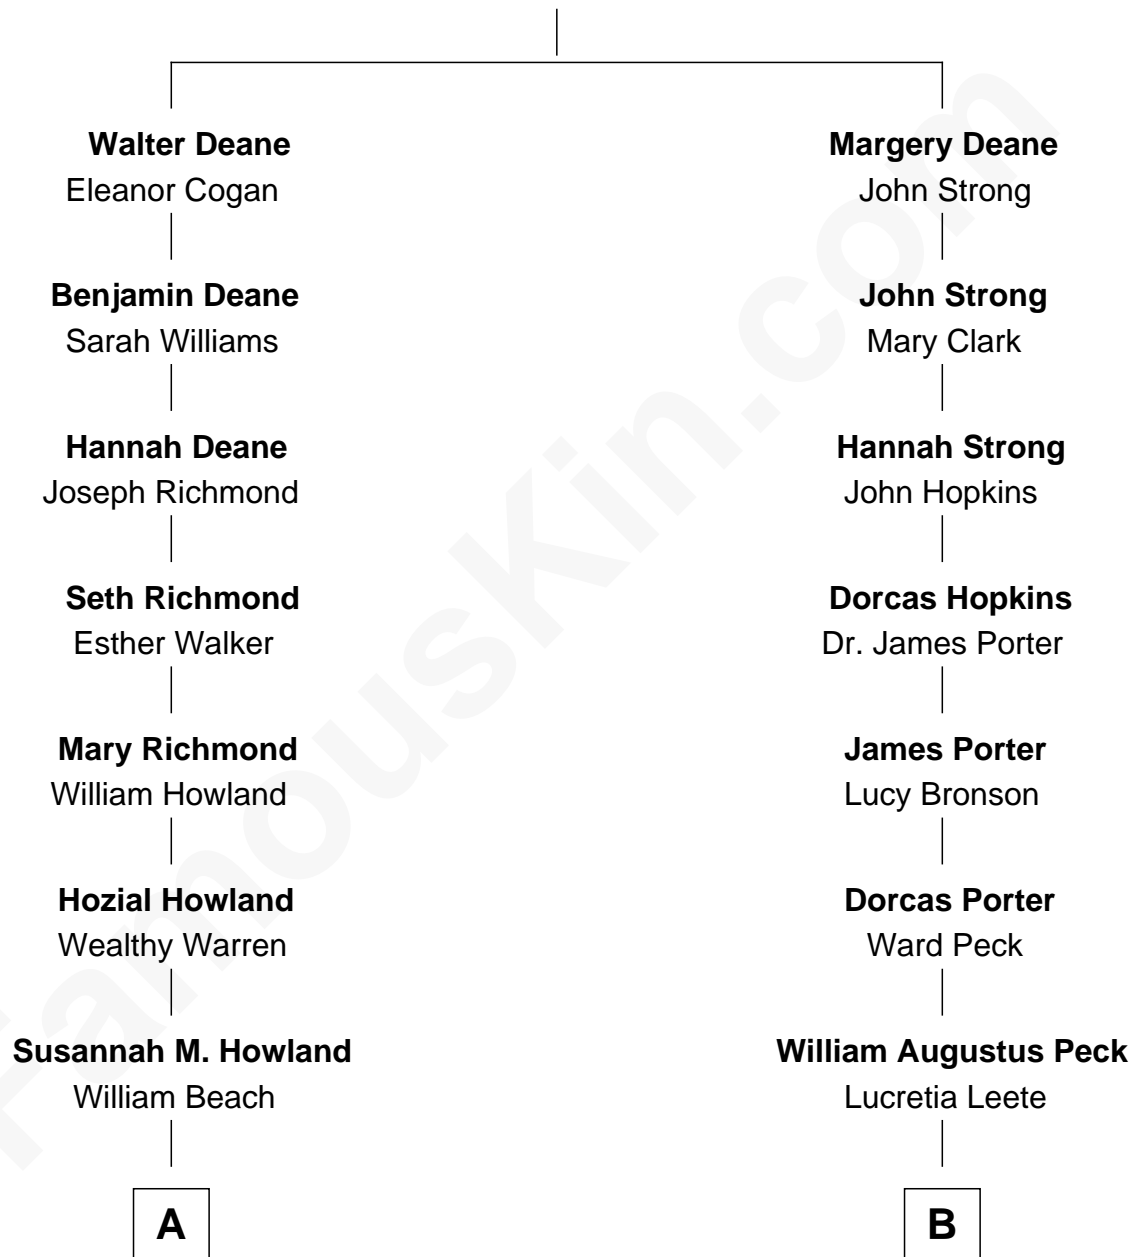 Walter Deane
Eleanor Cogan
Benjamin Deane
Sarah Williams
Hannah Deane
Joseph Richmond
Seth Richmond
Esther Walker
Mary Richmond
William Howland
Hozial Howland
Wealthy Warren
Susannah M. Howland
William Beach
A
Margery Deane
John Strong
John Strong
Mary Clark
Hannah Strong
John Hopkins
Dorcas Hopkins
Dr. James Porter
James Porter
Lucy Bronson
Dorcas Porter
Ward Peck
William Augustus Peck
Lucretia Leete
B
FamousKin.com